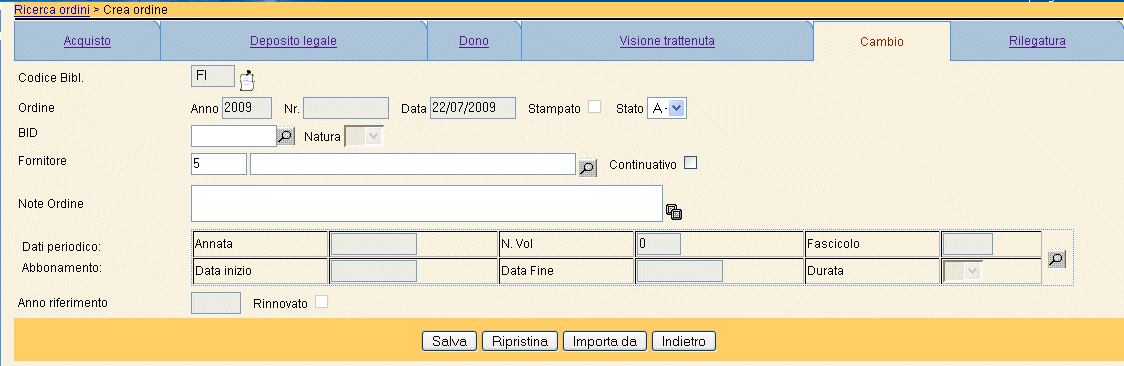 Ricerca ordini > Crea ordine
Acquisto Deposito legale Dono Visione trattenuta Cambio Rilegatura
Codice Bibl. FI
Ordine Anno 2009 Nr. Data 22/07/2009 Stampato Stato A -
BID Natura
Fornitore 5 Continuativo
Note Ordine
Dati periodico: Annata N. Vol 0 Fascicolo
Abbonamento: Data inizio Data Fine Durata
Anno riferimento Rinnovato
Salva Ripristina Importa da Indietro